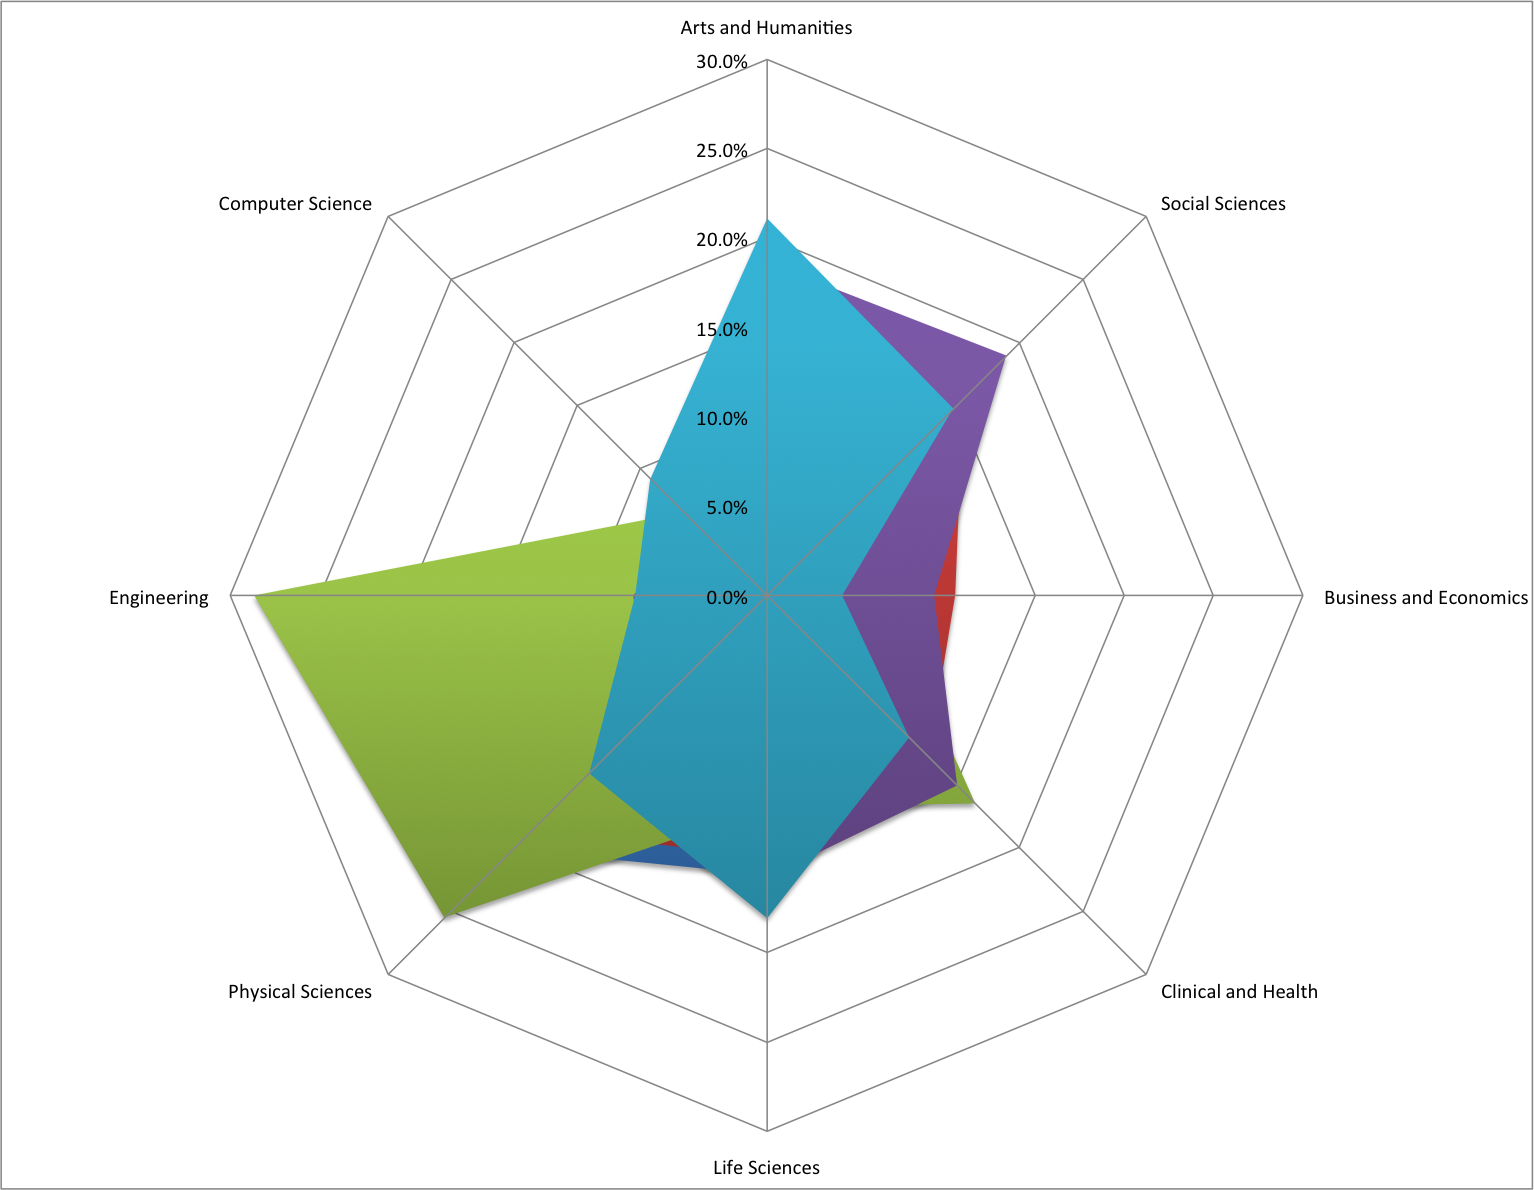 Arts and Humanities
30.0%
25.0%
Computer Science
Social Sciences
20.0%
15.0%
10.0%
5.0%
Engineering
0.0%
Business and Economics
Physical Sciences
Clinical and Health
Life Sciences